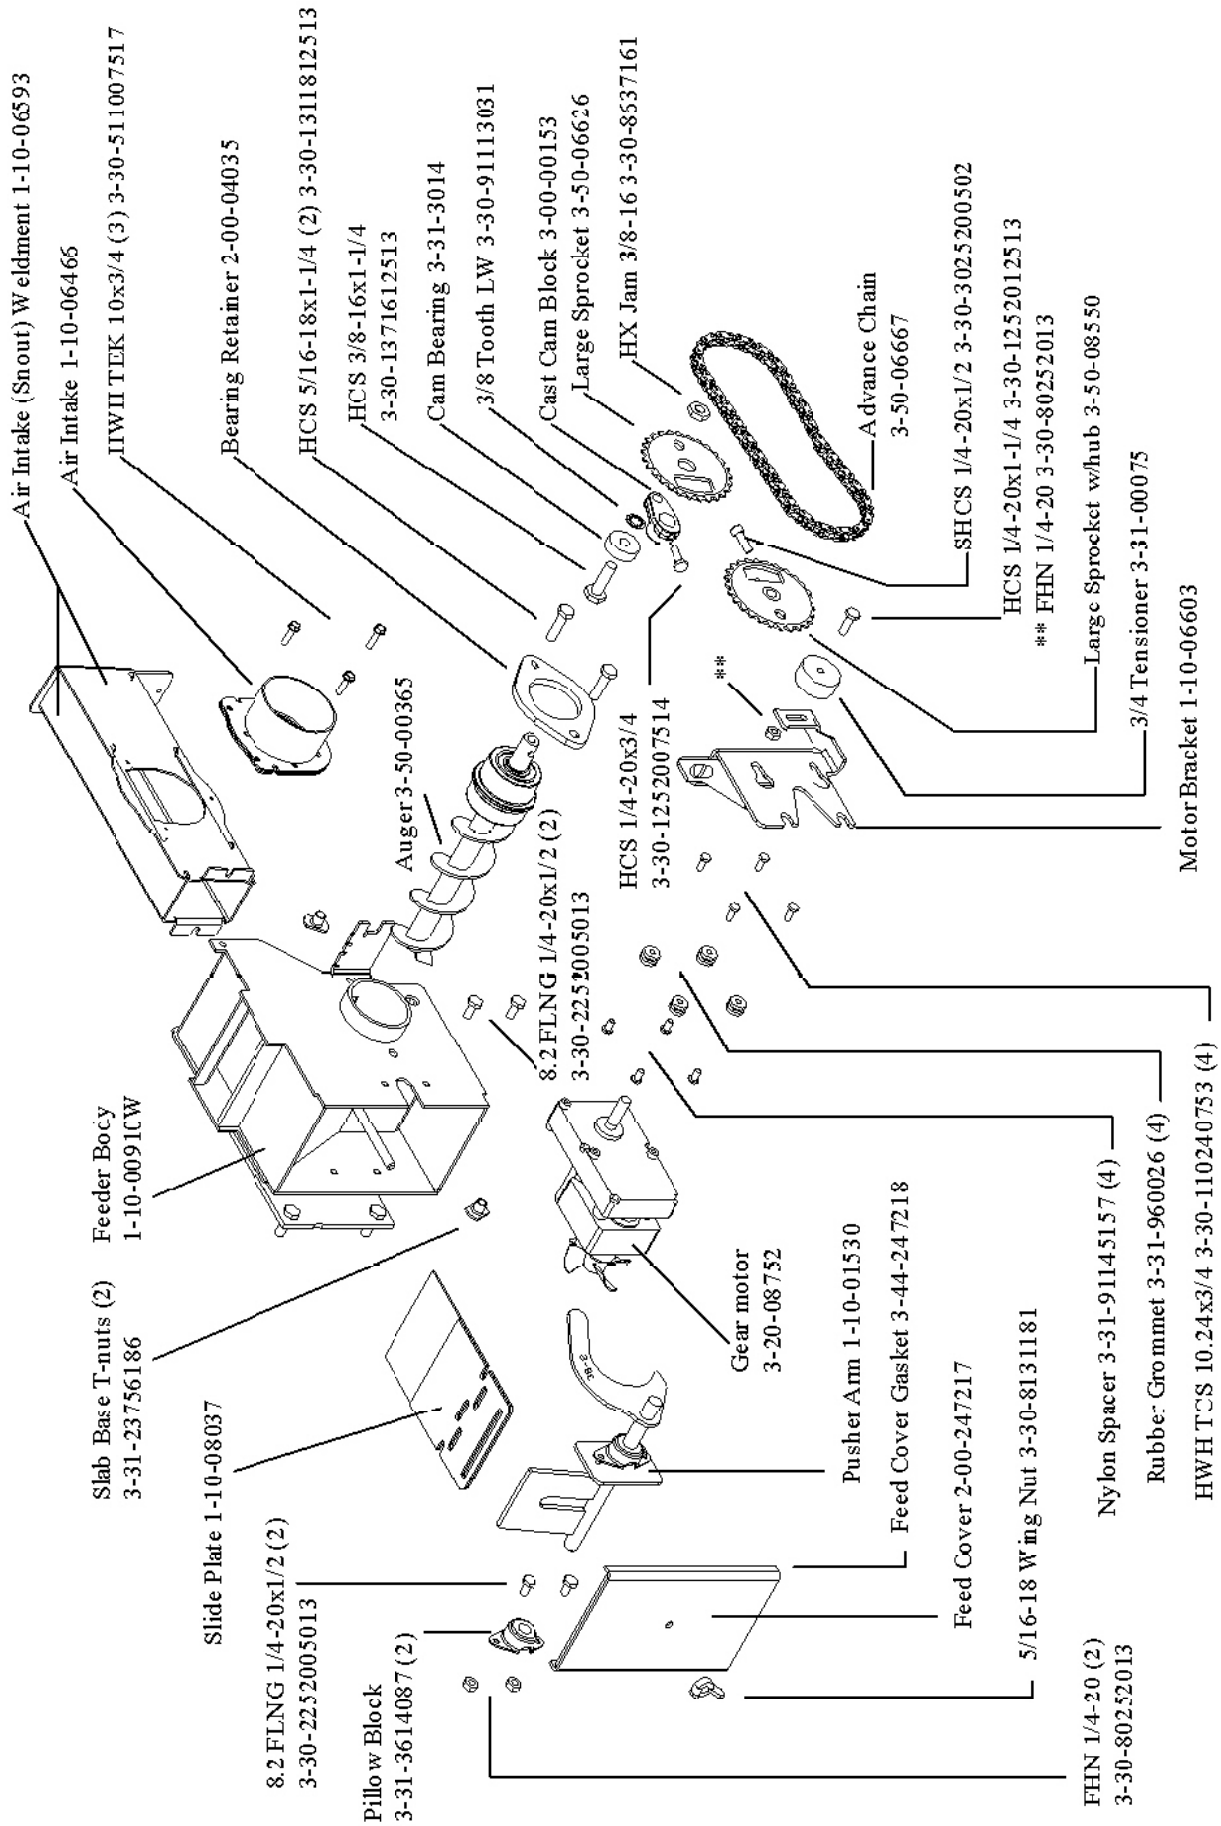 Air Intake (Snout) Weldment 1-10-06593
Air Intake 1-10-06466
HWH TEK 10x3/4 (3) 3-30-511007517
Bearing Retainer 2-00-04035
HCS 5/16-18x1-1/4 (2) 3-30-1311812513
HCS 3/8-16x1-1/4
3-30-1371612513
Cam Bearing 3-31-3014
3/8 Tooth LW 3-30-91113031
Cast Cam Block 3-00-00153
Large Sprocket 3-50-06626
HX Jam 3/8-16 3-30-8637161
Advance Chain
3-50-06667
SHCS 1/4-20x1/2 3-30-3025200502
HCS 1/4-20x1-1/4 3-30-1252012513
** FHN 1/4-20 3-30-80252013
Large Sprocket w/hub 3-50-08550
3/4 Tensioner 3-31-00075
Motor Bracket 1-10-06603
**
HCS 1/4-20x3/4
3-30-1252007514
Auger 3-50-00365
8.2 FLNG 1/4-20x1/2 (2)
3-30-2252005013
Feeder Body
1-10-00910W
Slab Base T-nuts (2)
3-31-23756186
Slide Plate 1-10-08037
8.2 FLNG 1/4-20x1/2 (2)
3-30-2252005013
Pillow Block
3-31-3614087 (2)
Gear motor
3-20-08752
Pusher Arm 1-10-01530
Feed Cover Gasket 3-44-247218
Feed Cover 2-00-247217
5/16-18 Wing Nut 3-30-8131181
FHN 1/4-20 (2)
3-30-80252013
Nylon Spacer 3-31-91145157 (4)
Rubber Grommet 3-31-960026 (4)
HWH TCS 10.24x3/4 3-30-110240753 (4)